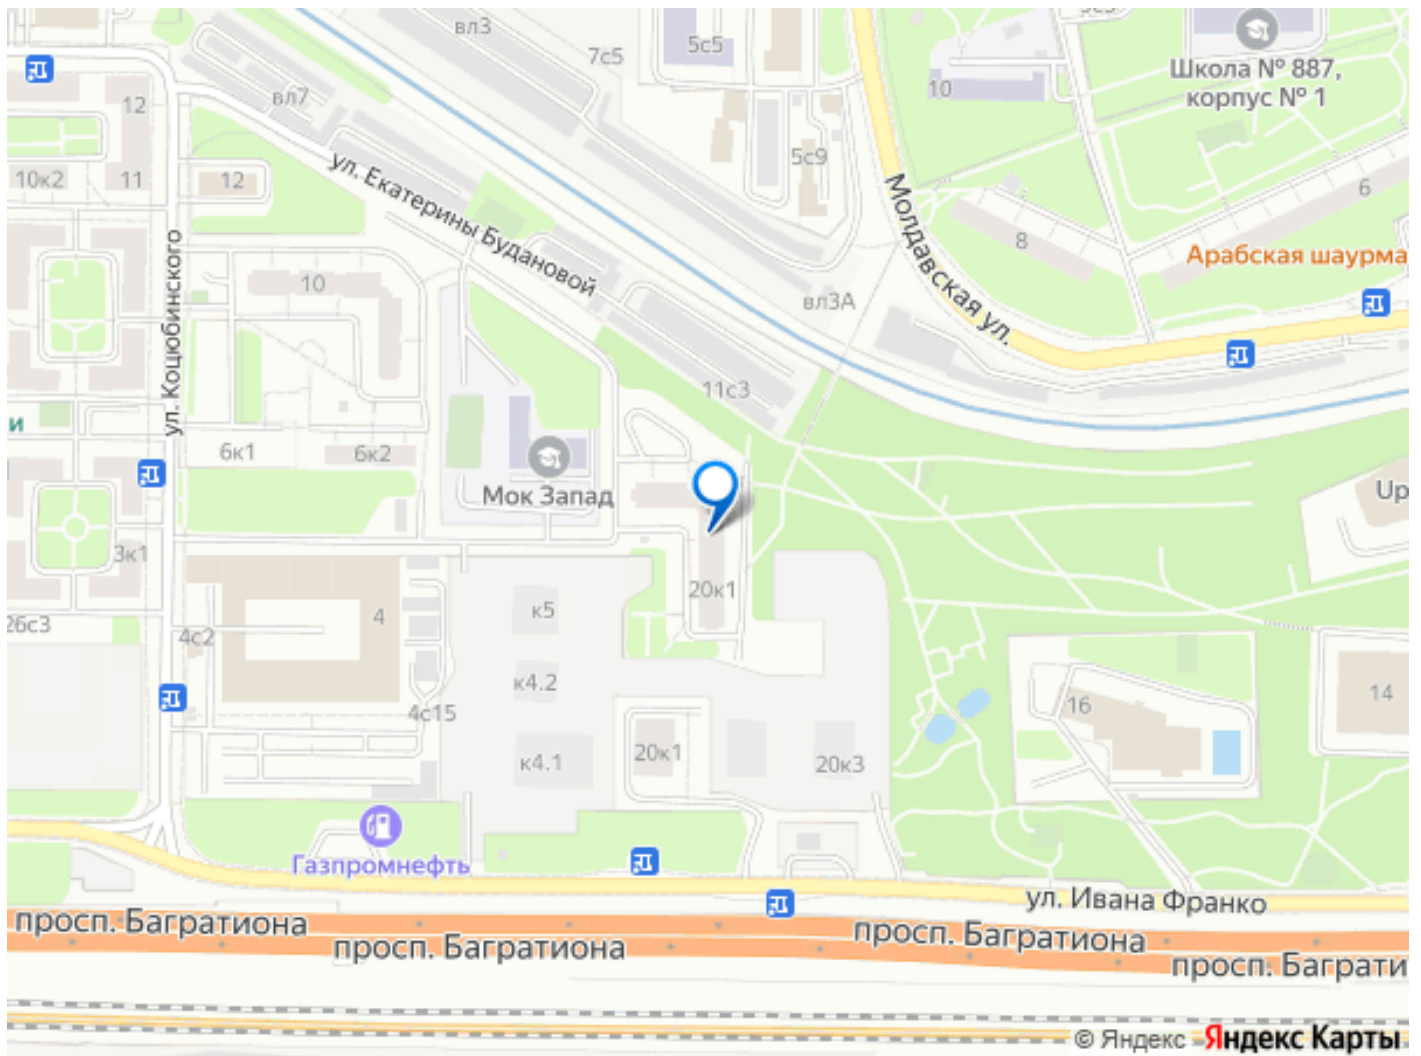 вл3
5с5
7с5
Школа № 887,
корпус № 1
10
12
вл7
5с9
10к2
11
12
ул. Екатерины Будановой
Молдавская ул.
6
8
Арабская шаурма
ул. Коцюбинского
10
вл3А
11с3
и
6к1
6к2
Мок Запад
Up
3к1
20к1
к5
26с3
4с2
4
к4.2
14
16
4с15
20к1
к4.1
20к3
Газпромнефть
ул. Ивана Франко
просп. Багратиона
просп. Багратиона
просп. Багратиона
просп. Баграти
© Яндекс Яндекс Карты